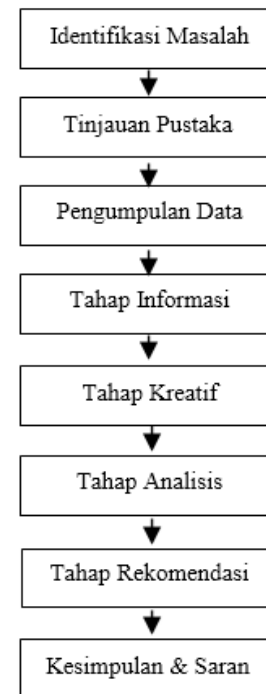 Identifikasi Masalah
Tinjauan Pustaka
Pengumpulan Data
Tahap Informasi
Tahap Kreatif
Tahap Analisis
Tahap Rekomendasi
Kesimpulan & Saran